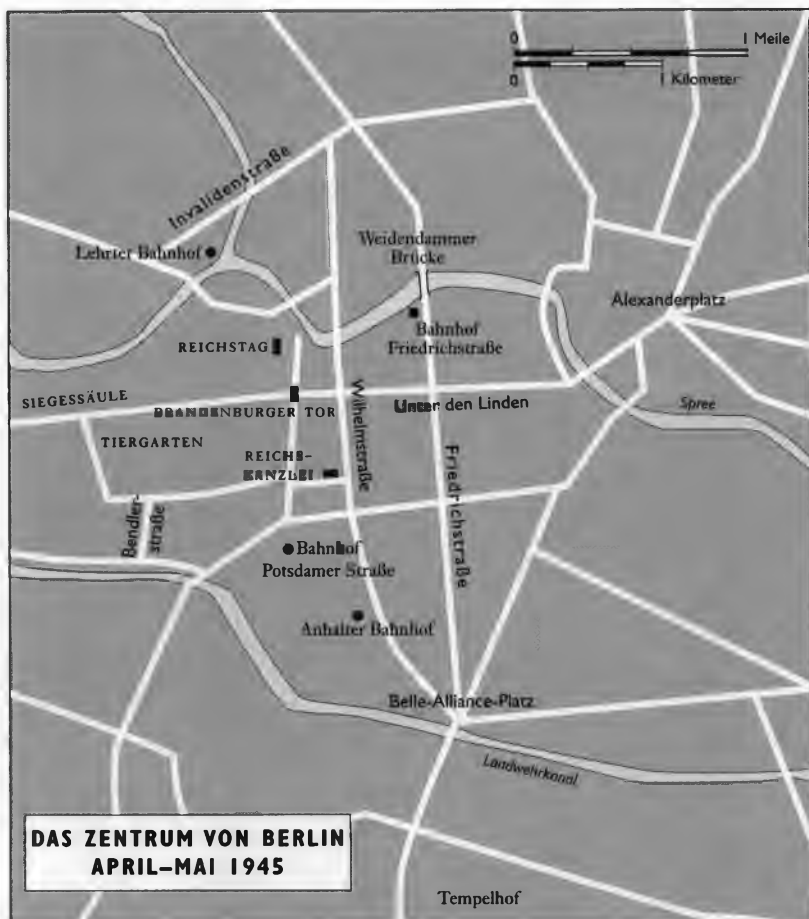 0 1 Meile
0 1 Kilometer
Invalidenstraße
Lehrter Bahnhof
Weidendammer
Brücke
Alexanderplatz
Bahnhof
Friedrichstraße
REICHSTAG
SIEGESSÄULE
BRANDENBURGER TOR
Unter den Linden
Spree
TIERGARTEN
Wilhelmstraße
REICHS-
KANZLEI
Friedrichstraße
Bendler-
straße
Bahnhof
Potsdamer Straße
Anhalter Bahnhof
Belle-Alliance-Platz
Landwehrkanal
DAS ZENTRUM VON BERLIN
APRIL–MAI 1945
Tempelhof